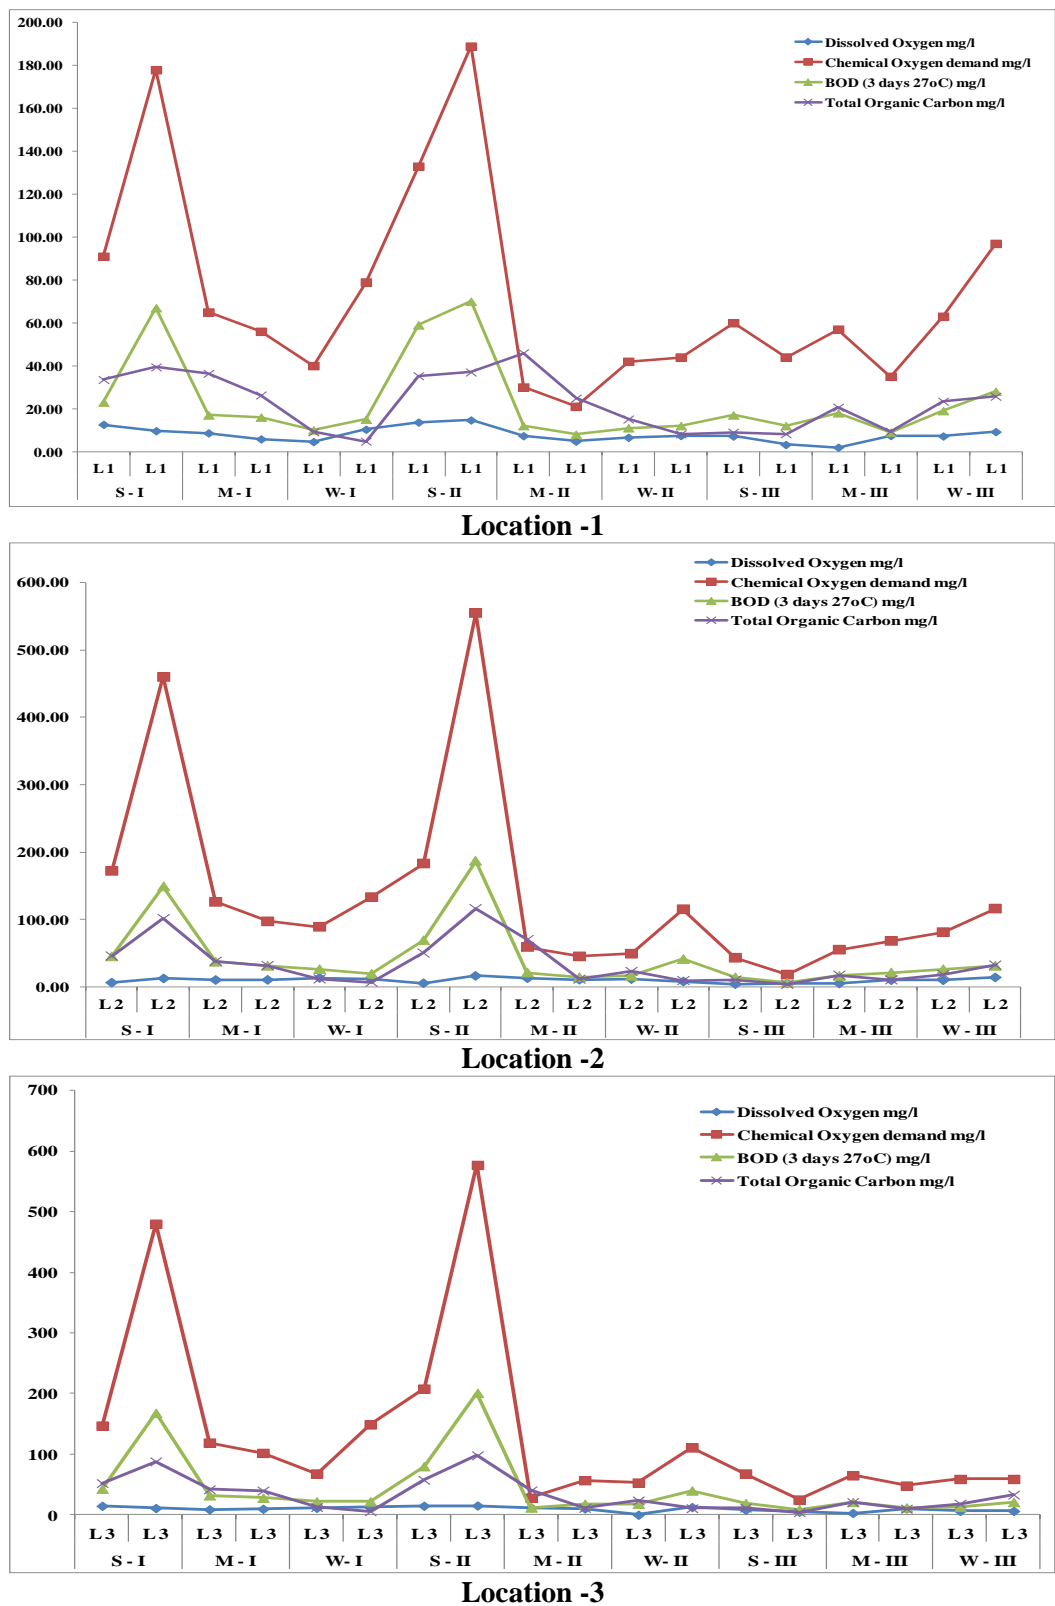 200.00
180.00
160.00
140.00
120.00
100.00
80.00
60.00
40.00
20.00
0.00
Dissolved Oxygen mg/l
Chemical Oxygen demand mg/l
BOD (3 days 27oC) mg/l
Total Organic Carbon mg/l
L 1 L 1 L 1 L 1 L 1 L 1 L 1 L 1 L 1 L 1 L 1 L 1 L 1 L 1 L 1 L 1 L 1 L 1
S - I M - I W- I S - II M - II W- II S - III M - III W - III
Location -1
600.00
500.00
400.00
300.00
200.00
100.00
0.00
Dissolved Oxygen mg/l
Chemical Oxygen demand mg/l
BOD (3 days 27oC) mg/l
Total Organic Carbon mg/l
L 2 L 2 L 2 L 2 L 2 L 2 L 2 L 2 L 2 L 2 L 2 L 2 L 2 L 2 L 2 L 2 L 2 L 2
S - I M - I W- I S - II M - II W- II S - III M - III W - III
Location -2
700
600
500
400
300
200
100
0
Dissolved Oxygen mg/l
Chemical Oxygen demand mg/l
BOD (3 days 27oC) mg/l
Total Organic Carbon mg/l
L 3 L 3 L 3 L 3 L 3 L 3 L 3 L 3 L 3 L 3 L 3 L 3 L 3 L 3 L 3 L 3 L 3 L 3
S - I M - I W- I S - II M - II W- II S - III M - III W - III
Location -3